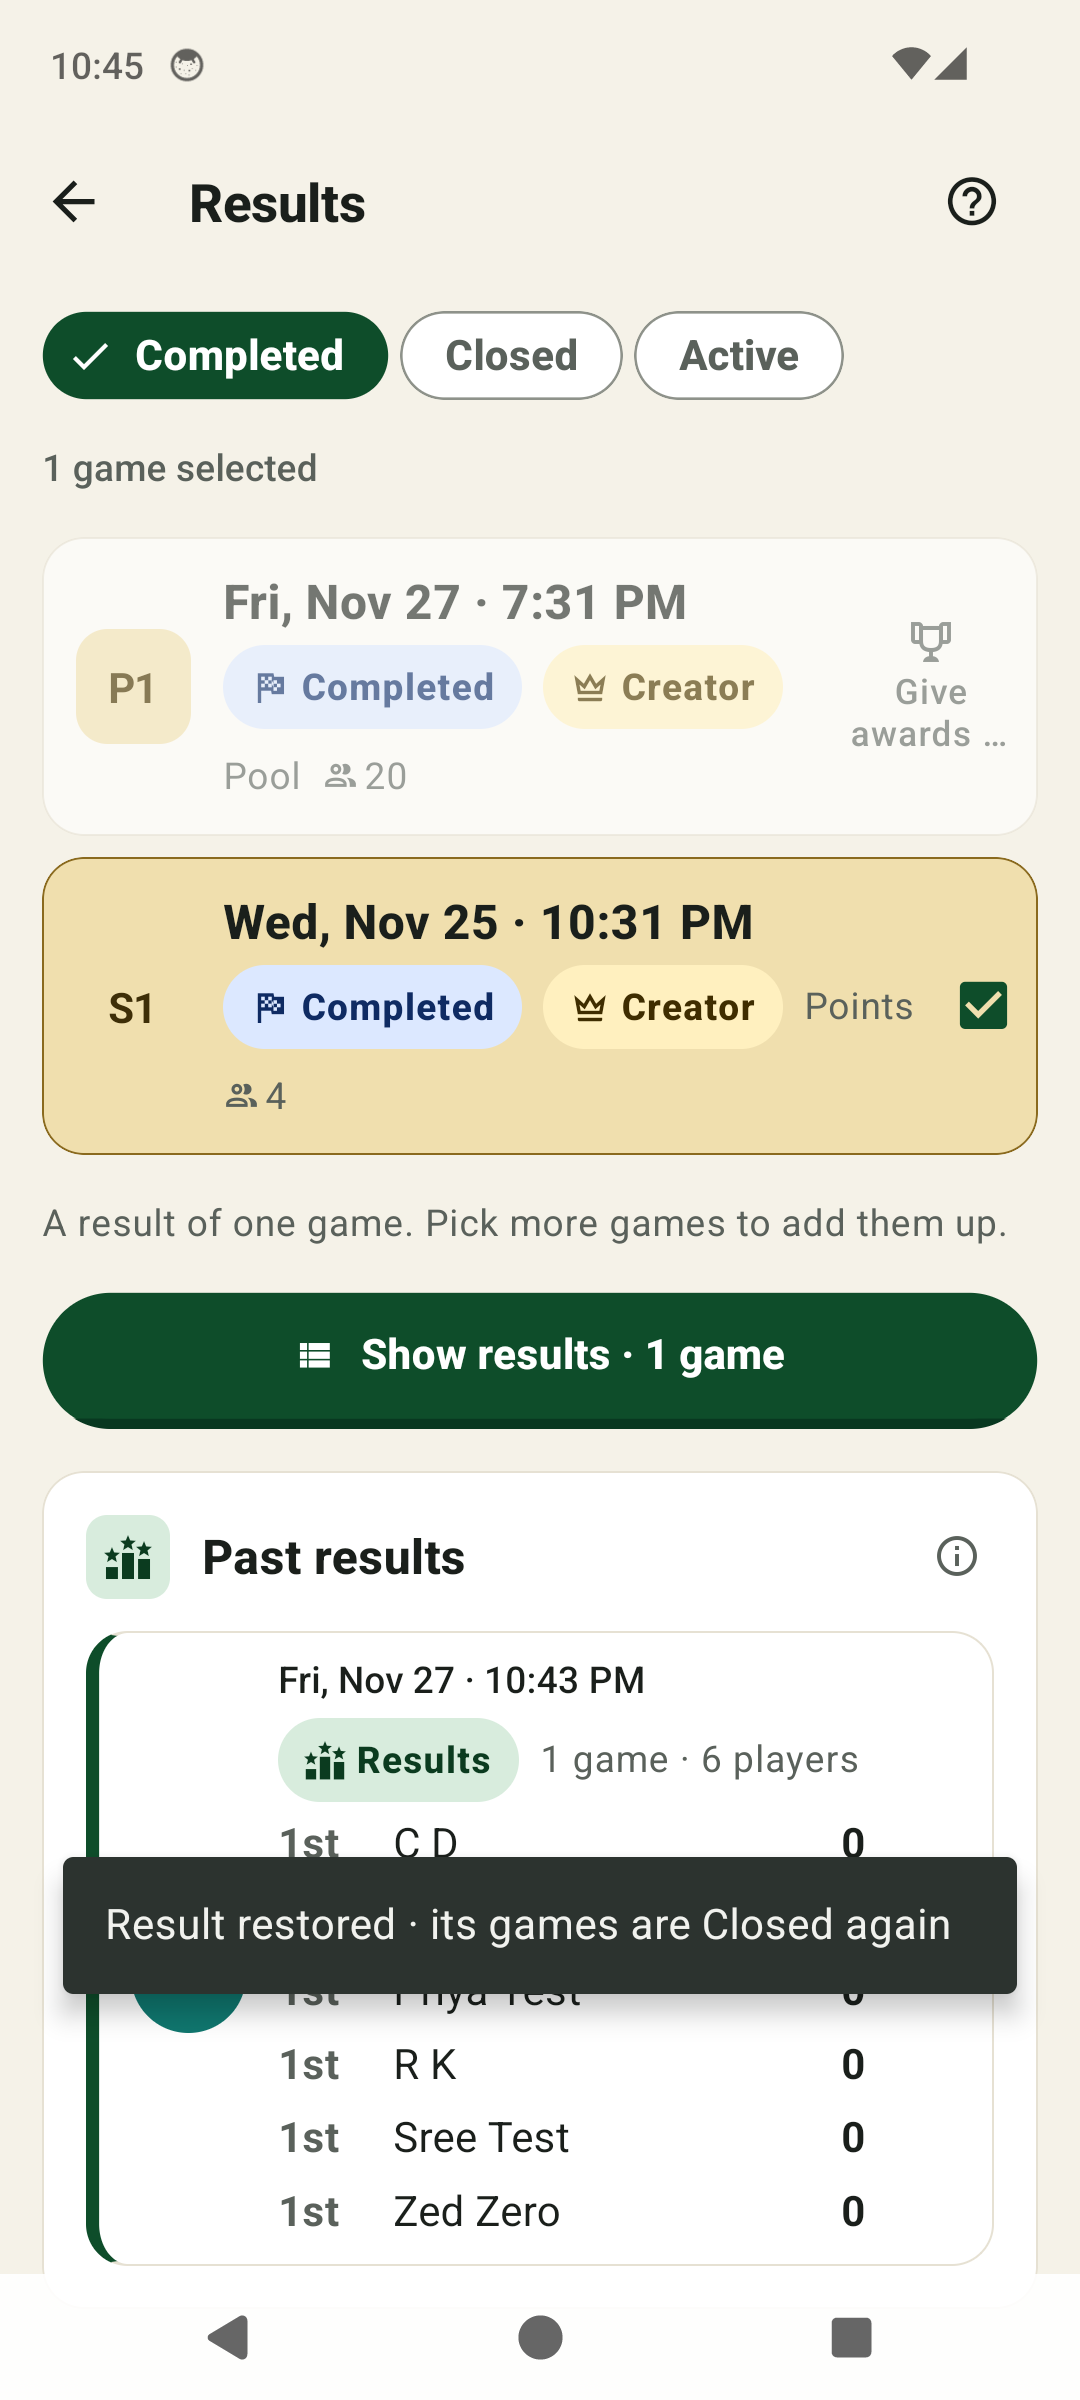 10:45
Results
Completed
Closed
Active
1 game selected
Fri, Nov 27 · 7:31 PM
P1
Completed
Creator
Give
awards ...
Pool 20
Wed, Nov 25 · 10:31 PM
S1
Completed
Creator
Points
4
A result of one game. Pick more games to add them up.
Show results · 1 game
Past results
Fri, Nov 27 · 10:43 PM
Results
1 game · 6 players
1st C D 0
Result restored · its games are Closed again
1st Priya Test 0
1st R K 0
1st Sree Test 0
1st Zed Zero 0